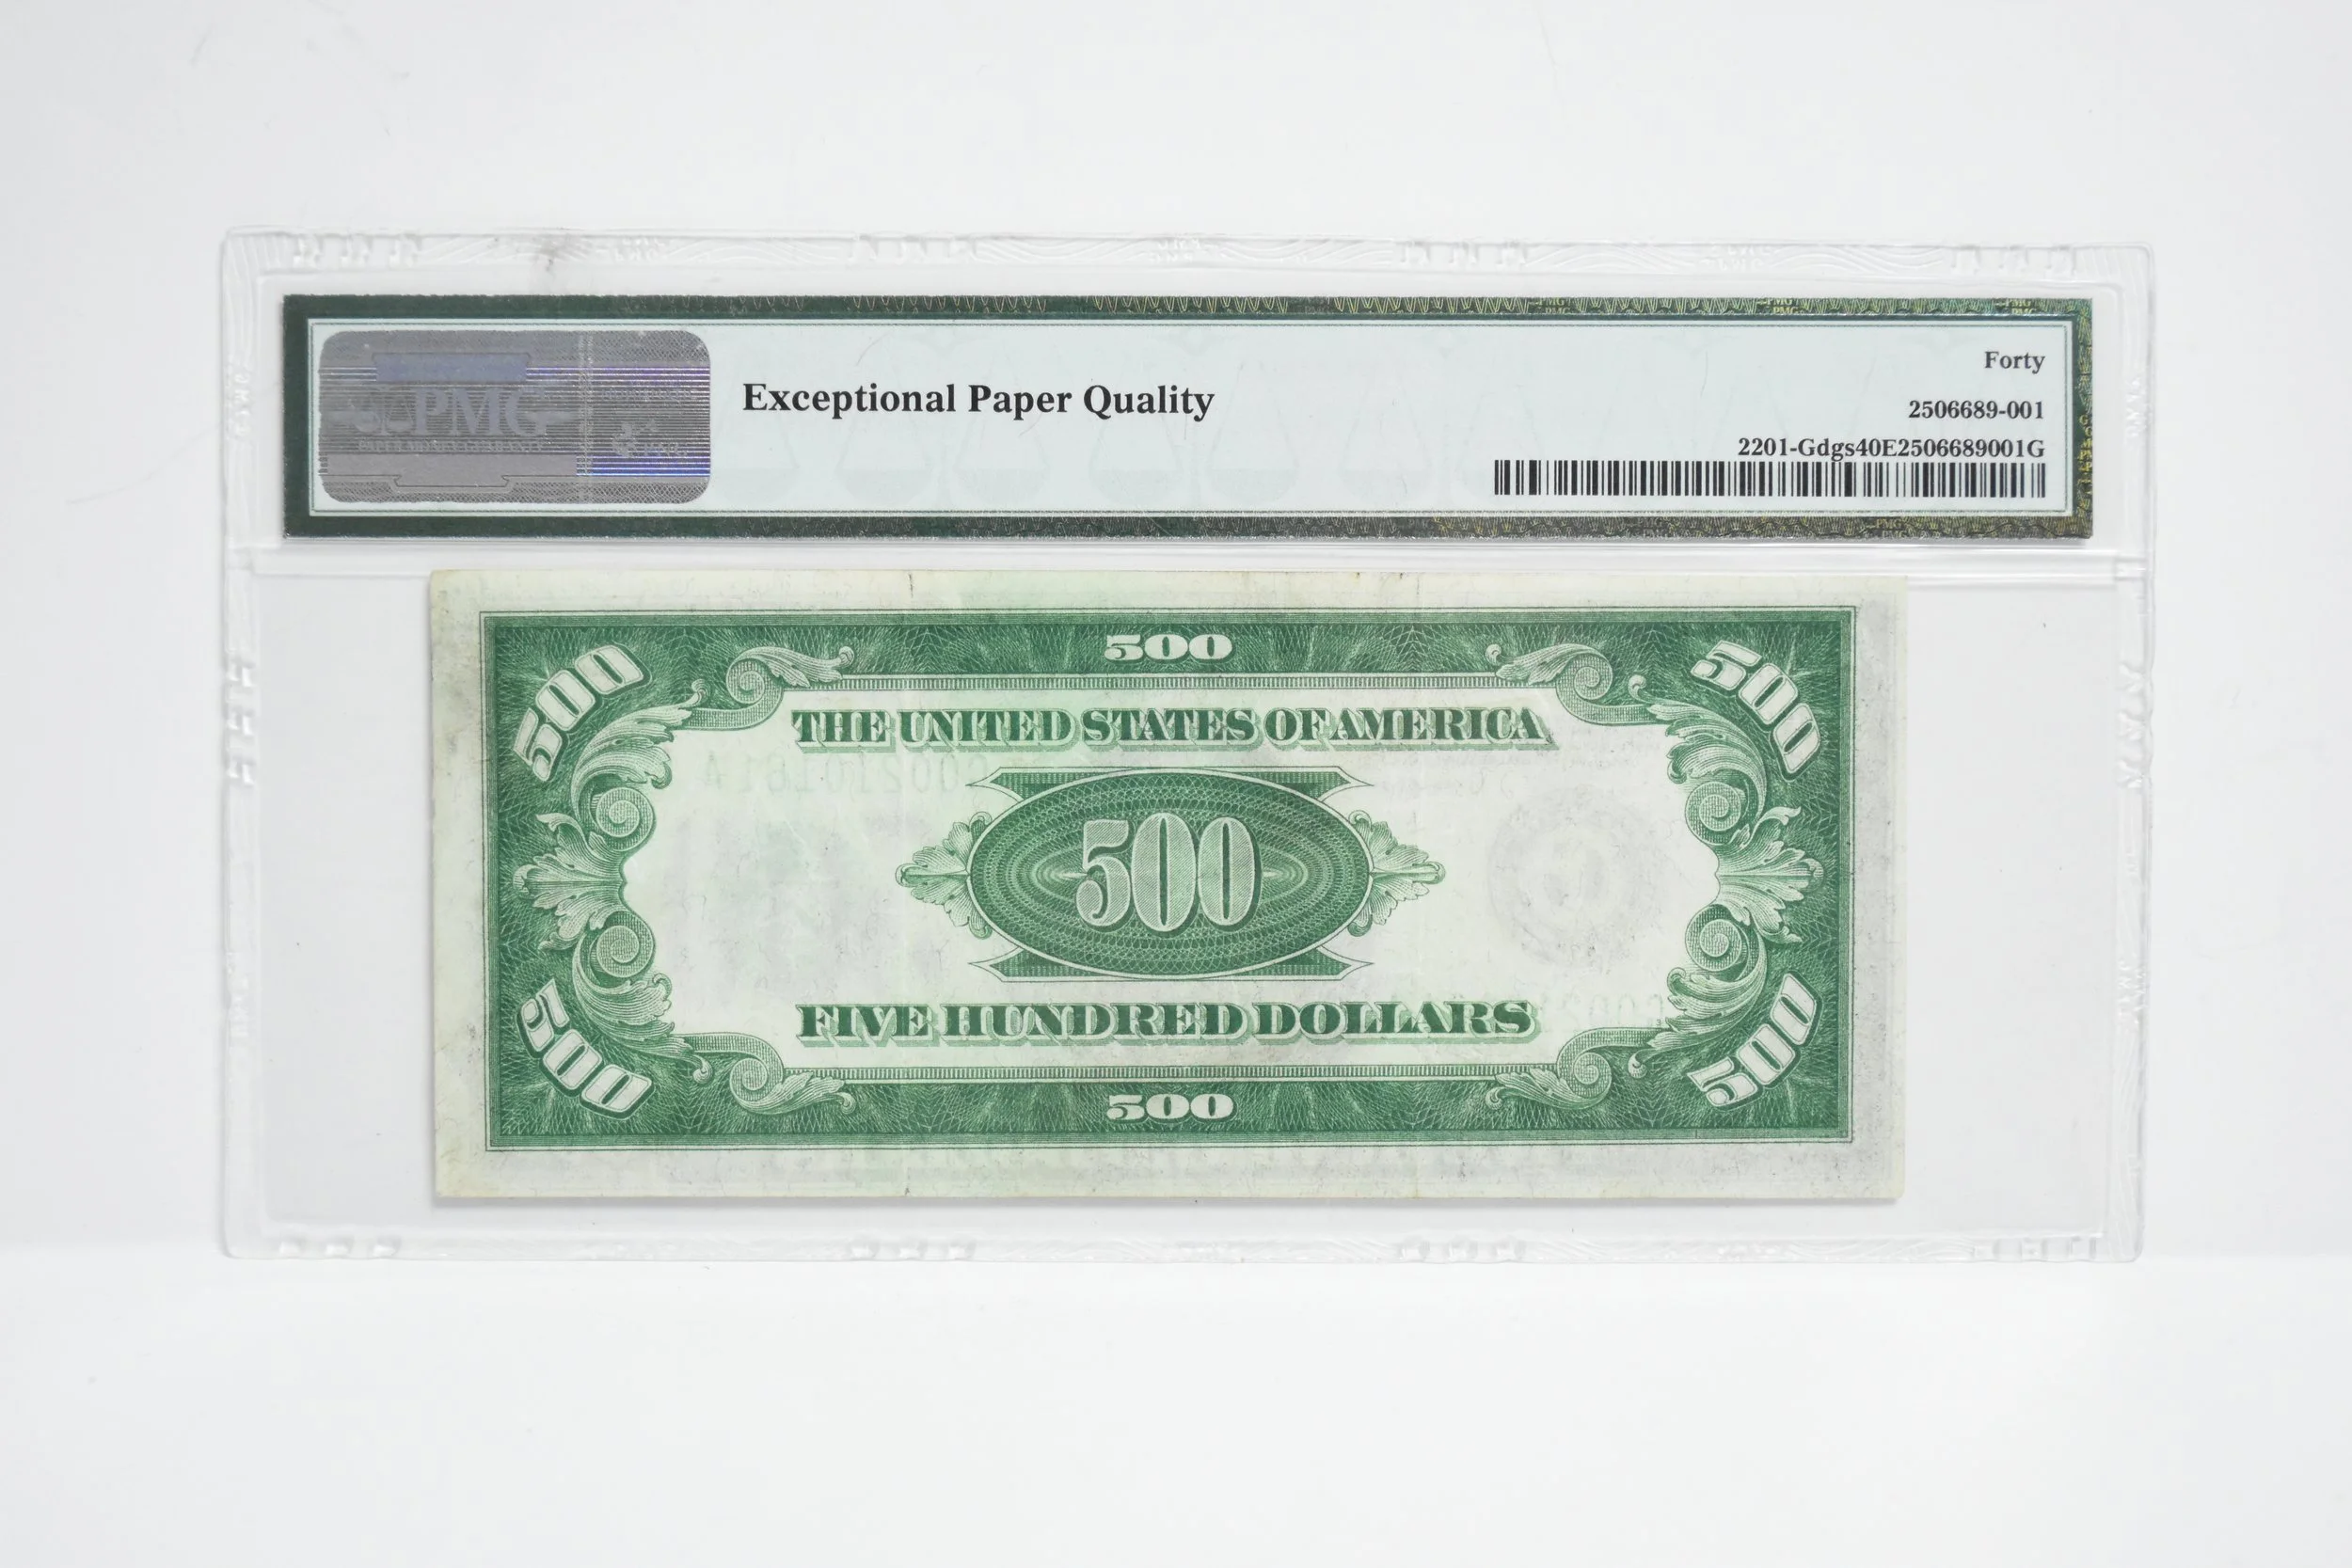 PMG
Exceptional Paper Quality
Forty
2506689-001
2201-Gdgs40E2506689001G
500
500
500
THE UNITED STATES OF AMERICA
500
FIVE HUNDRED DOLLARS
500
500
500